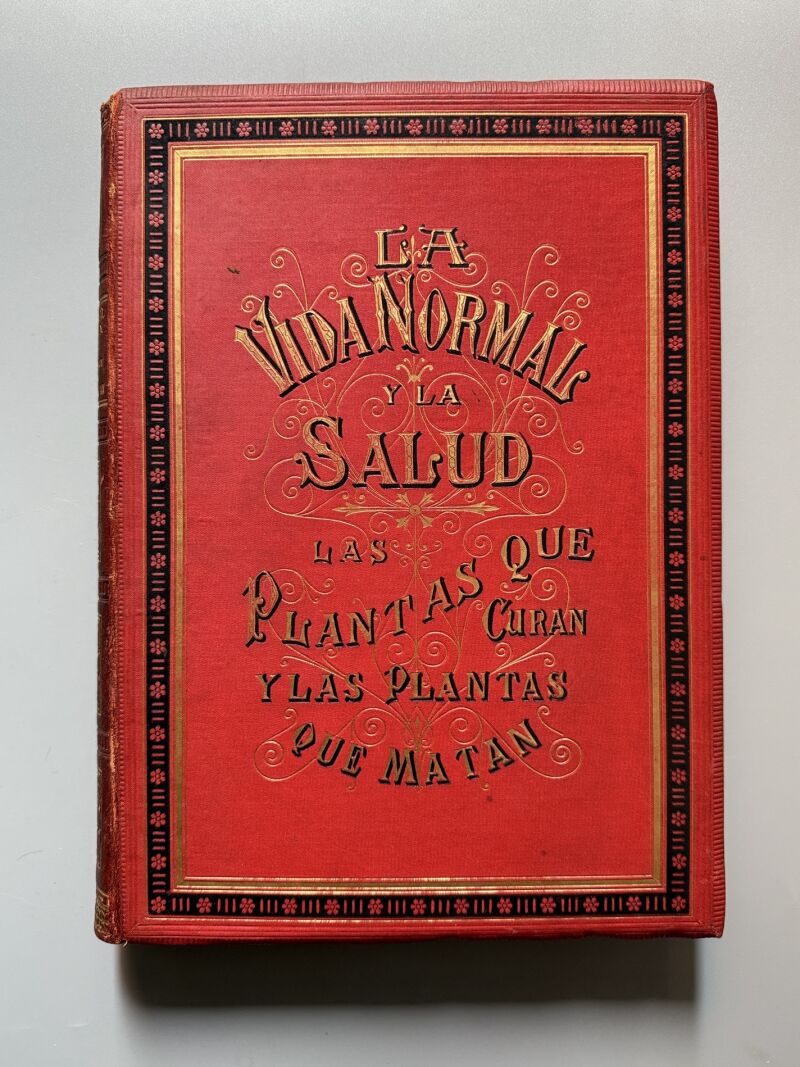 LA
VIDA NORMAL
Y LA
SALUD
LAS
PLANTAS QUE
CURAN
Y LAS PLANTAS
QUE MATAN